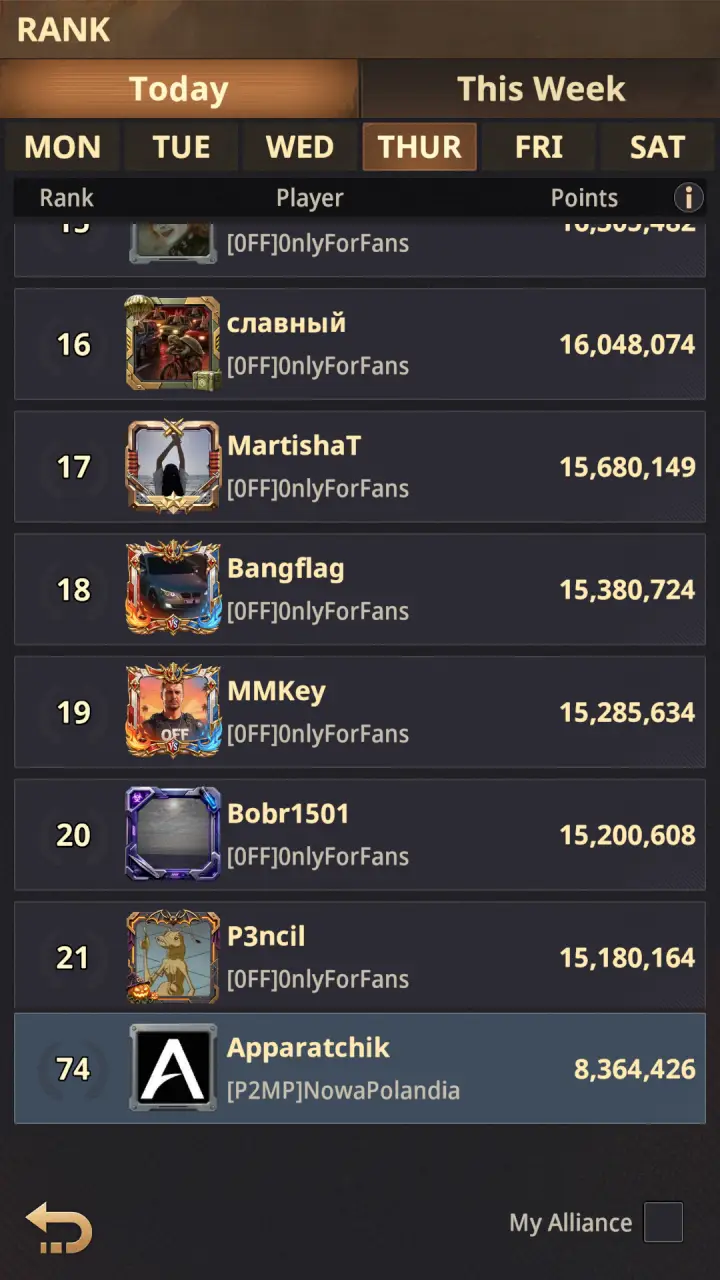 RANK
Today
This Week
MON
TUE
WED
THUR
FRI
SAT
Rank
Player
Points
i
[0FF]0nlyForFans
16
славный
[0FF]0nlyForFans
16,048,074
17
MartishaT
[0FF]0nlyForFans
15,680,149
18
Bangflag
[0FF]0nlyForFans
15,380,724
VS
19
MMKey
[0FF]0nlyForFans
15,285,634
OFF
VS
20
Bobr1501
[0FF]0nlyForFans
15,200,608
21
P3ncil
[0FF]0nlyForFans
15,180,164
74
A
Apparatchik
[P2MP]NowaPolandia
8,364,426
My Alliance